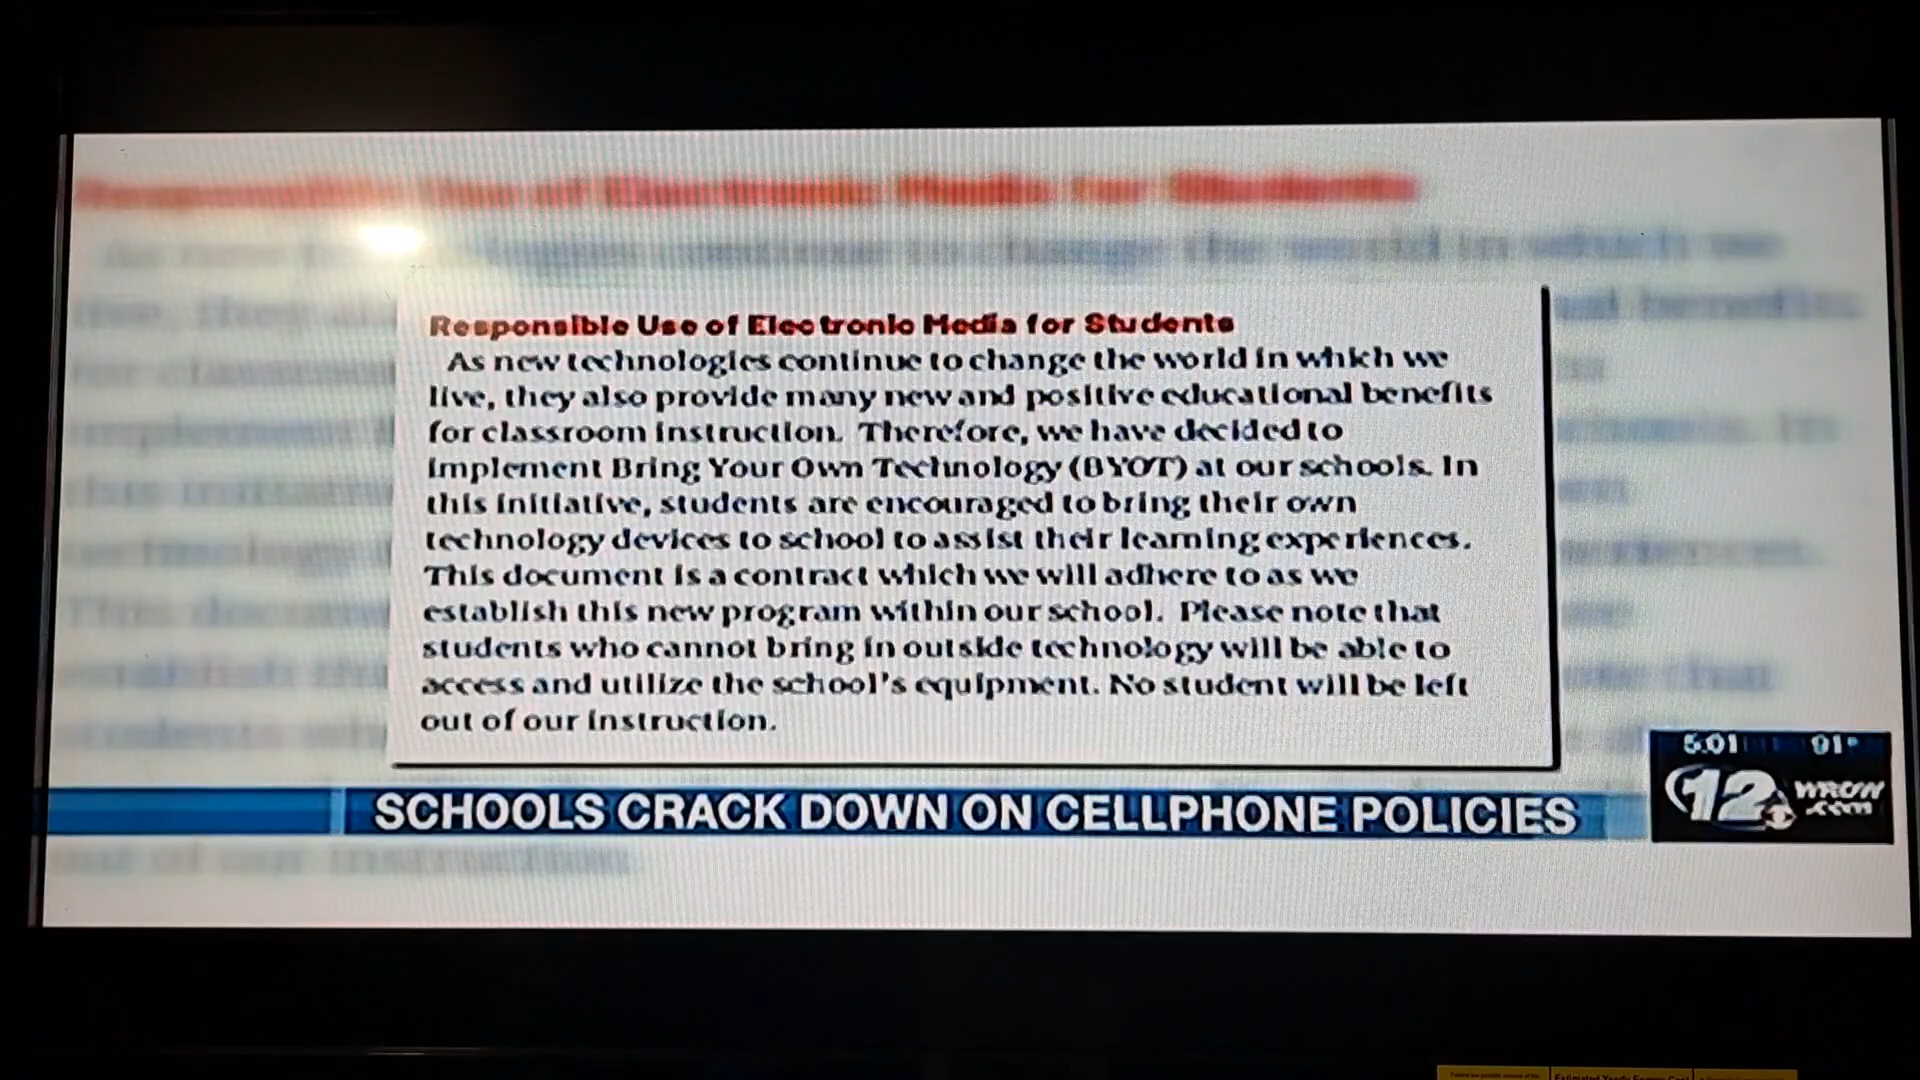 Responsible Use of Electronic Media for Students
As new technologies continue to change the world in which we
live, they also provide many new and positive educational benefits
for classroom instruction. Therefore, we have decided to
implement Bring Your Own Technology (BYOT) at our schools. In
this initiative, students are encouraged to bring their own
technology devices to school to assist their learning experiences.
This document is a contract which we will adhere to as we
establish this new program within our school. Please note that
students who cannot bring in outside technology will be able to
access and utilize the school's equipment. No student will be left
out of our instruction.
5:01 91°
12 WRDW
.com
SCHOOLS CRACK DOWN ON CELLPHONE POLICIES